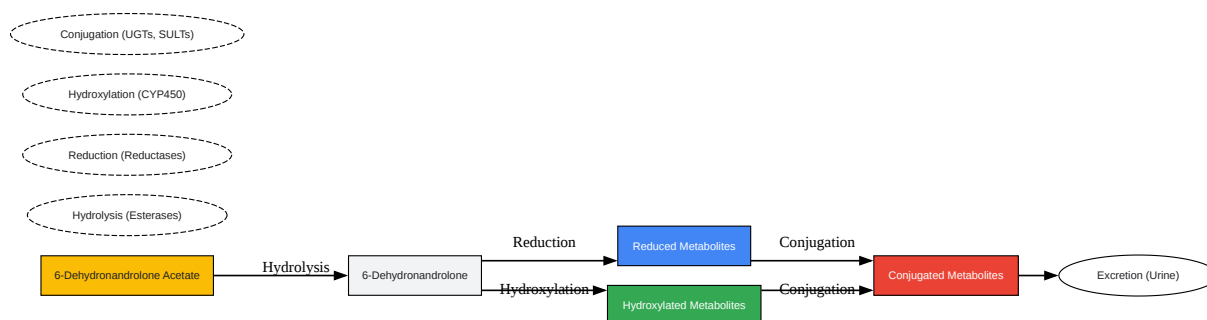 Conjugation (UGTs, SULTs)
Hydroxylation (CYP450)
Reduction (Reductases)
Hydrolysis (Esterases)
6-Dehydronandrolone Acetate
Hydrolysis
6-Dehydronandrolone
Reduction
Reduced Metabolites
Conjugation
Hydroxylation
Hydroxylated Metabolites
Conjugation
Conjugated Metabolites
Excretion (Urine)